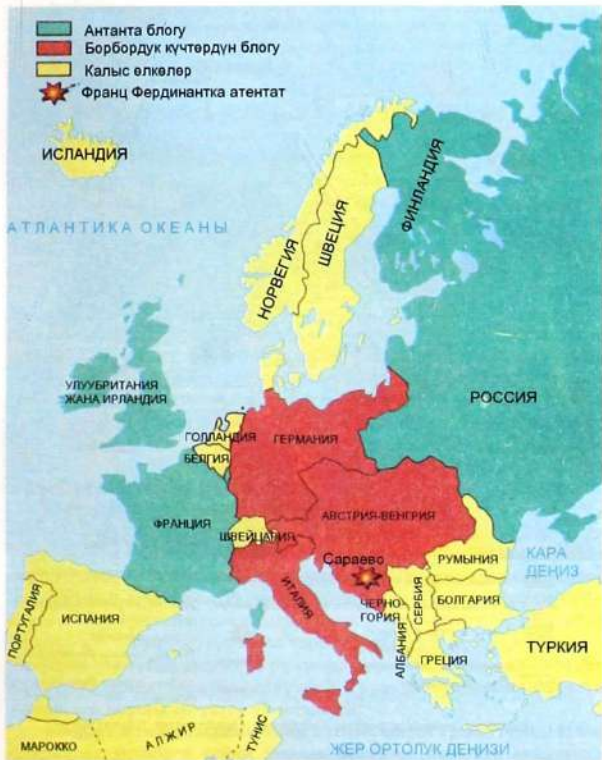 Антанта блогу
Борбордук күчтөрдүн блогу
Калыс өлкөлөр
Франц Фердинантка атентат
ИСЛАНДИЯ
АТЛАНТИКА ОКЕАНЫ
НОРВЕГИЯ
ШВЕЦИЯ
ФИНЛАНДИЯ
УЛУУБРИТАНИЯ
ЖАНА ИРЛАНДИЯ
РОССИЯ
ГОЛЛАНДИЯ
БЕЛГИЯ
ГЕРМАНИЯ
ФРАНЦИЯ
ШВЕЙЦАРИЯ
АВСТРИЯ-ВЕНГРИЯ
Сараево
РУМЫНИЯ
КАРА
ДЕҢИЗ
ПОРТУГАЛИЯ
ИСПАНИЯ
ИТАЛИЯ
ЧЕРНО-
ГОРИЯ
СЕРБИЯ
БОЛГАРИЯ
АЛБАНИЯ
ГРЕЦИЯ
ТҮРКИЯ
МАРОККО
АЛЖИР
ТУНИС
ЖЕР ОРТОЛУК ДЕҢИЗИ